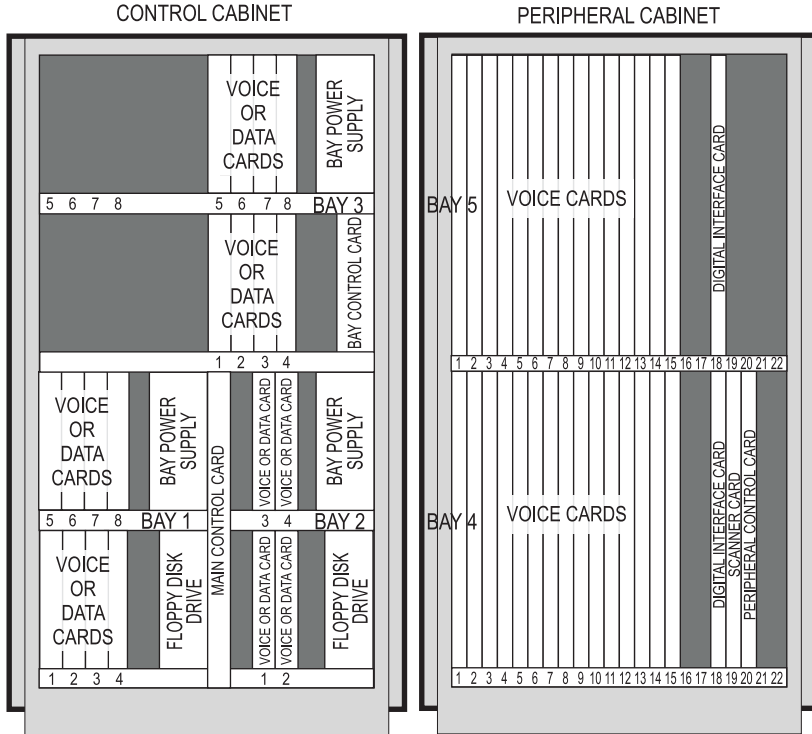 CONTROL CABINET
VOICE
OR
DATA
CARDS
BAY POWER
SUPPLY
5 6 7 8
5 6 7 8 BAY 3
VOICE
OR
DATA
CARDS
BAY CONTROL CARD
1 2 3 4
VOICE
OR
DATA
CARDS
BAY POWER
SUPPLY
MAIN CONTROL CARD
VOICE OR DATA CARD
VOICE OR DATA CARD
BAY POWER
SUPPLY
5 6 7 8 BAY 1
3 4 BAY 2
VOICE
OR
DATA
CARDS
FLOPPY DISK
DRIVE
VOICE OR DATA CARD
VOICE OR DATA CARD
FLOPPY DISK
DRIVE
1 2 3 4
1 2
PERIPHERAL CABINET
BAY 5
VOICE CARDS
DIGITAL INTERFACE CARD
1 2 3 4 5 6 7 8 9 10 11 12 13 14 15 16 17 18 19 20 21 22
BAY 4
VOICE CARDS
DIGITAL INTERFACE CARD
SCANNER CARD
PERIPHERAL CONTROL CARD
1 2 3 4 5 6 7 8 9 10 11 12 13 14 15 16 17 18 19 20 21 22